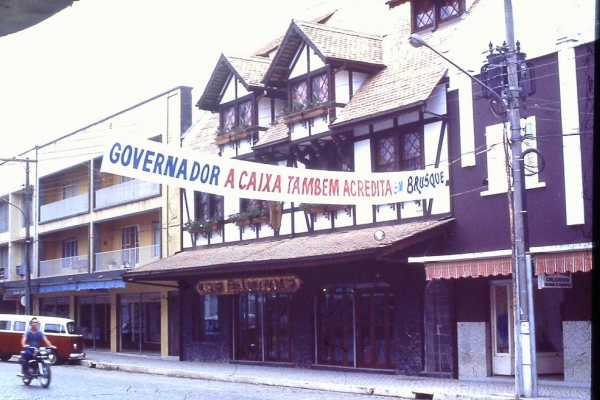 GOVERNADOR A CAIXA TAMBEM ACREDITA EM BRUSQUE